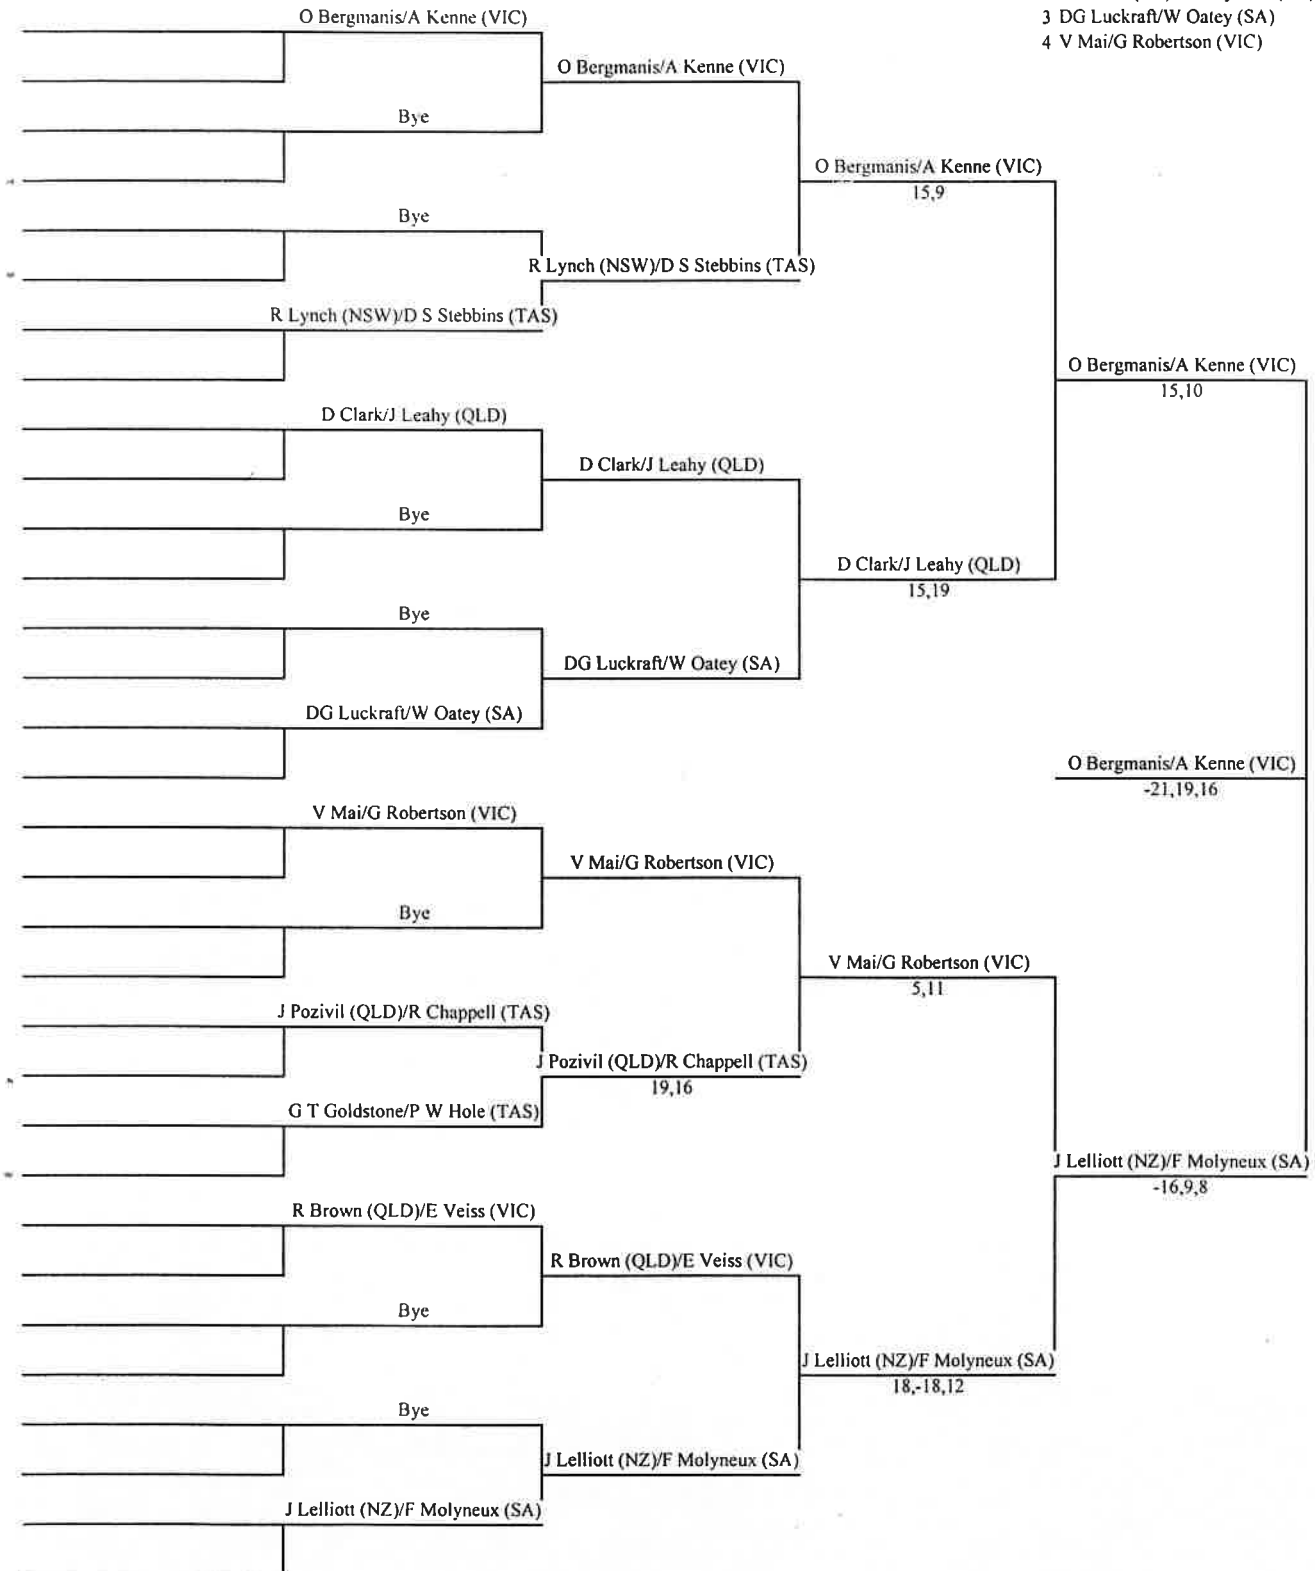 3 DG Luckraft/W Oatey (SA)
4 V Mai/G Robertson (VIC)
O Bergmanis/A Kenne (VIC)
O Bergmanis/A Kenne (VIC)
Bye
O Bergmanis/A Kenne (VIC)
15,9
Bye
R Lynch (NSW)/D S Stebbins (TAS)
R Lynch (NSW)/D S Stebbins (TAS)
O Bergmanis/A Kenne (VIC)
15,10
D Clark/J Leahy (QLD)
D Clark/J Leahy (QLD)
Bye
D Clark/J Leahy (QLD)
15,19
Bye
DG Luckraft/W Oatey (SA)
DG Luckraft/W Oatey (SA)
O Bergmanis/A Kenne (VIC)
-21,19,16
V Mai/G Robertson (VIC)
V Mai/G Robertson (VIC)
Bye
V Mai/G Robertson (VIC)
5,11
J Pozivil (QLD)/R Chappell (TAS)
J Pozivil (QLD)/R Chappell (TAS)
19,16
G T Goldstone/P W Hole (TAS)
J Lelliott (NZ)/F Molyneux (SA)
-16,9,8
R Brown (QLD)/E Veiss (VIC)
R Brown (QLD)/E Veiss (VIC)
Bye
J Lelliott (NZ)/F Molyneux (SA)
18,-18,12
Bye
J Lelliott (NZ)/F Molyneux (SA)
J Lelliott (NZ)/F Molyneux (SA)